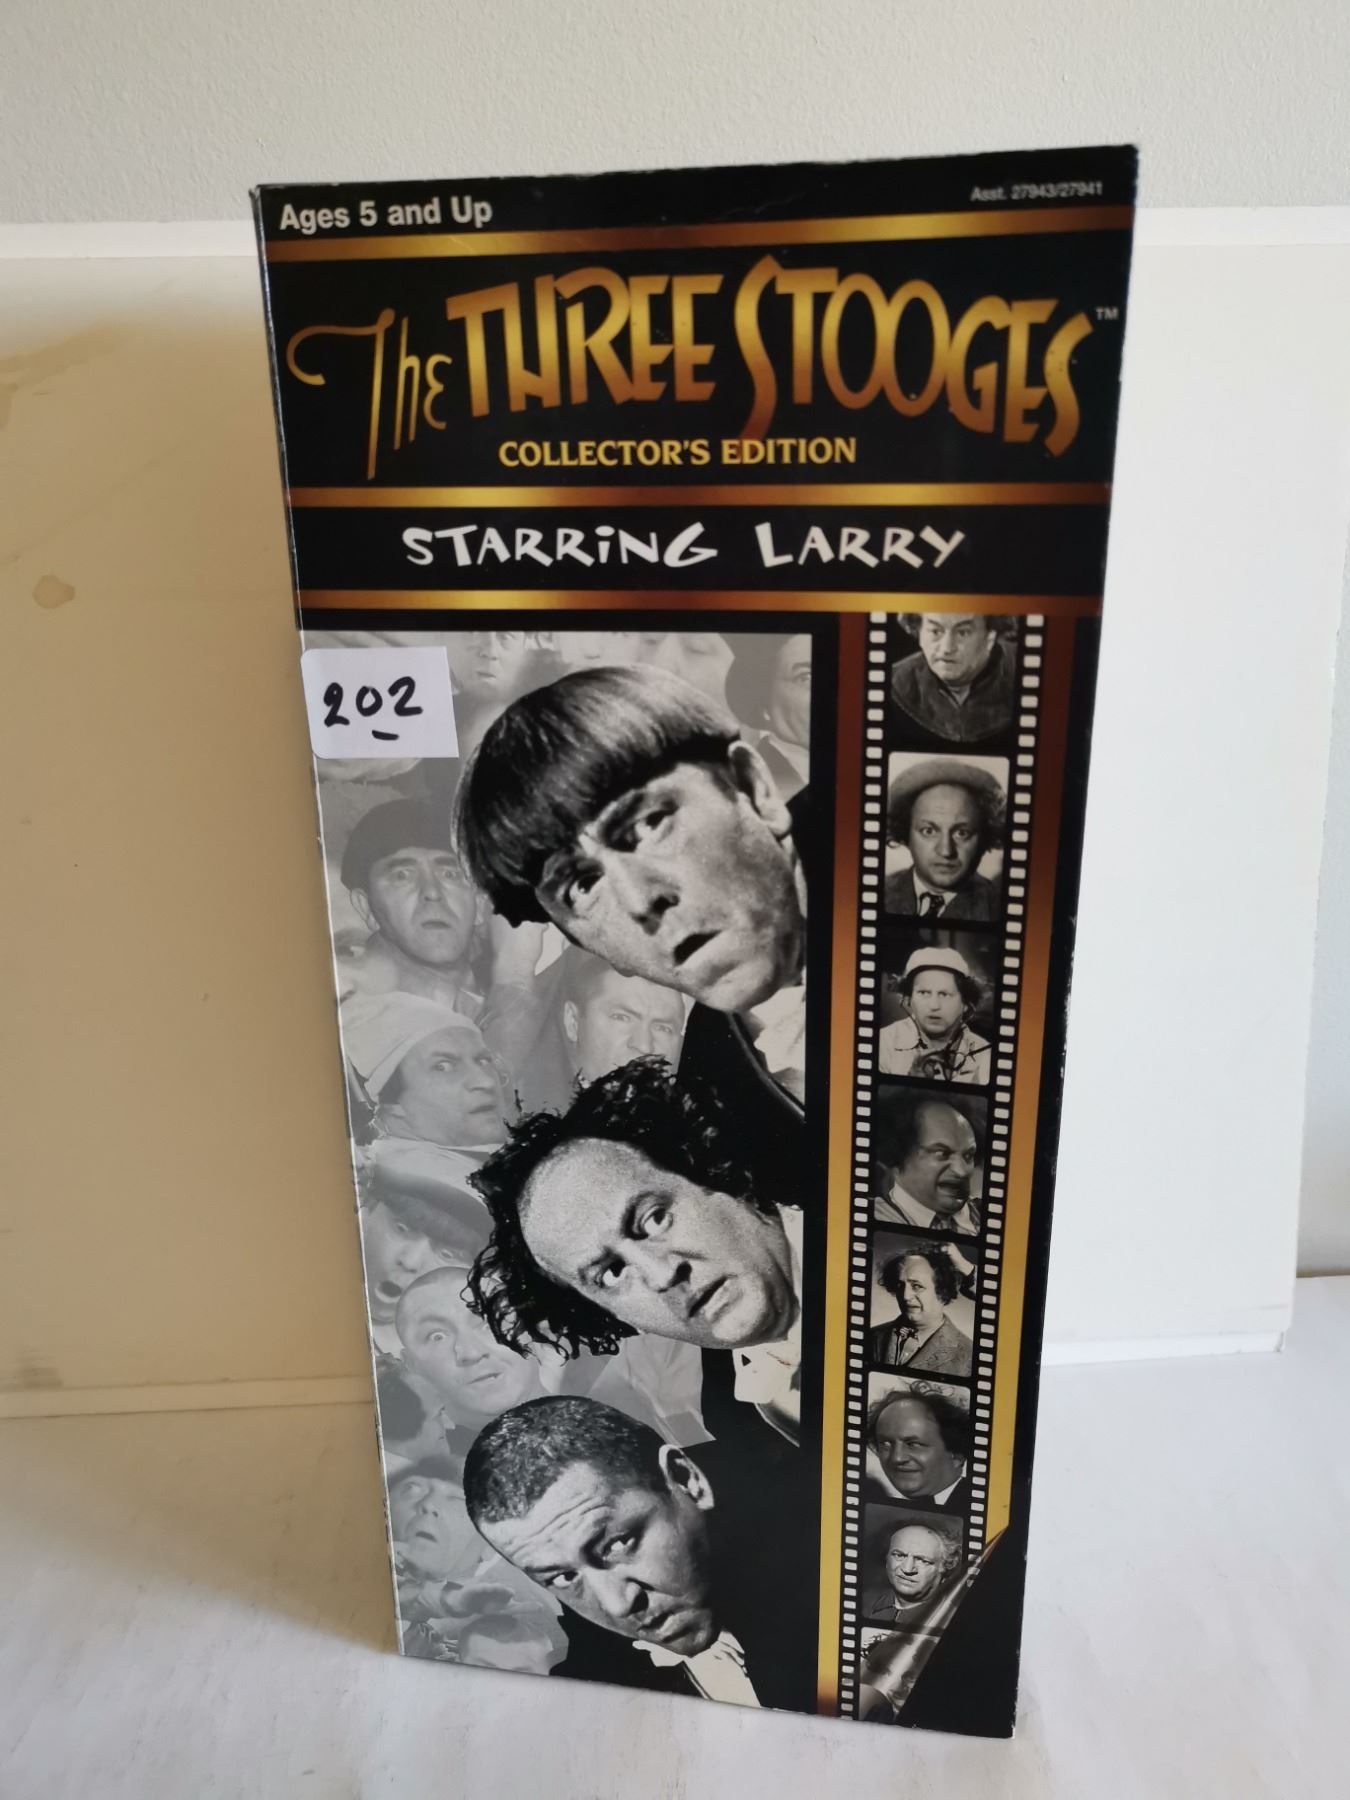 Ages 5 and Up
Asst. 27943/27941
The THREE STOOGES™
COLLECTOR'S EDITION
STARRiNG LARRY
202